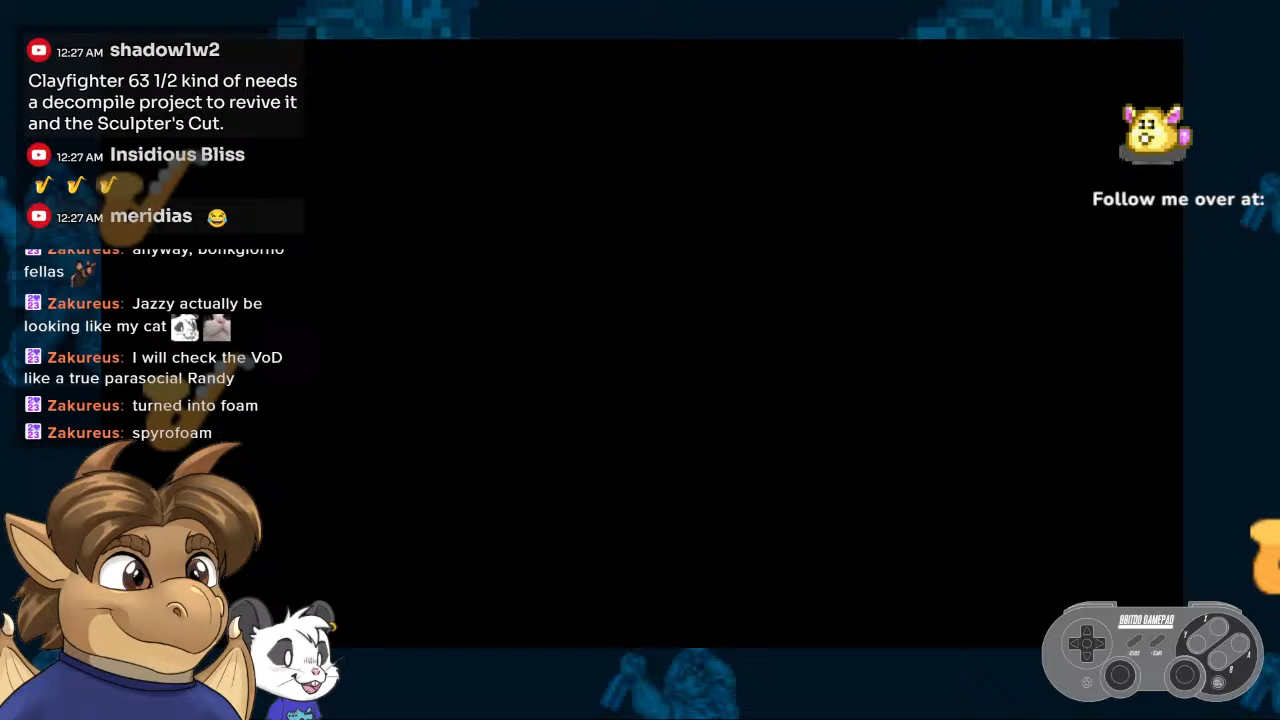 12:27 AM shadow1w2
Clayfighter 63 1/2 kind of needs
a decompile project to revive it
and the Sculpter's Cut.
12:27 AM Insidious Bliss
12:27 AM meridias
Zakureus: anyway, bonkgiorno
fellas
Zakureus: Jazzy actually be
looking like my cat
Zakureus: I will check the VoD
like a true parasocial Randy
Zakureus: turned into foam
Zakureus: spyrofoam
Follow me over at:
8BITDO GAMEPAD